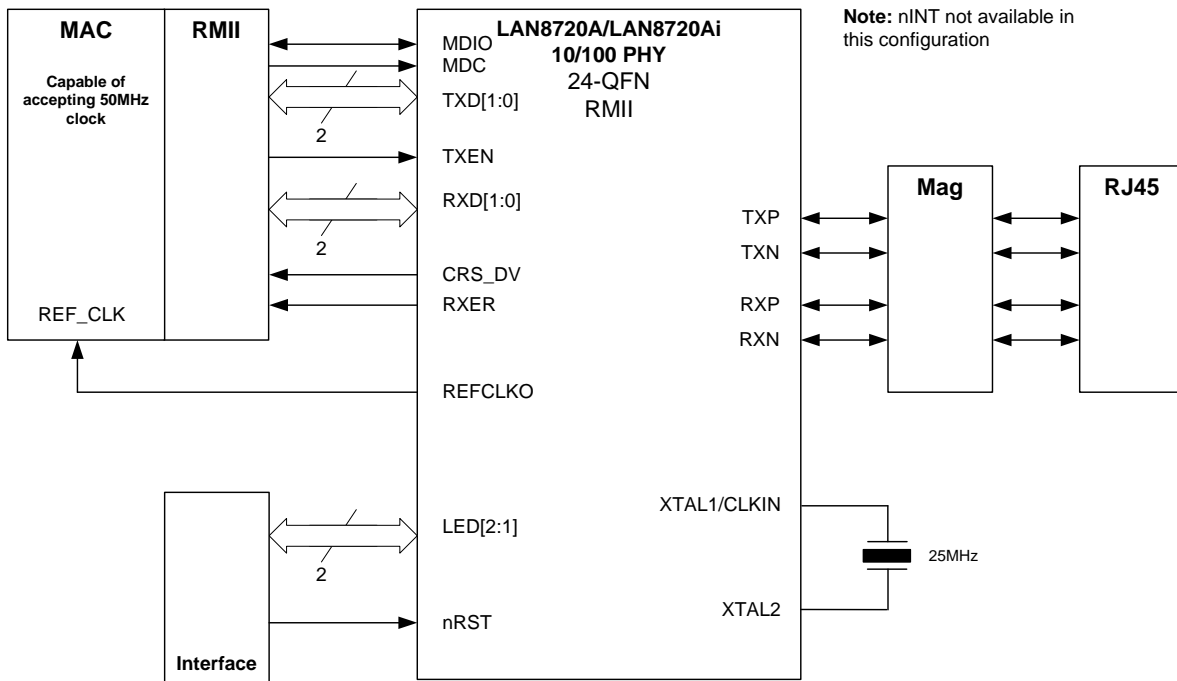 MAC
RMII
Capable of
accepting 50MHz
clock
REF_CLK
MDIO
MDC
TXD[1:0]
2
TXEN
RXD[1:0]
2
CRS_DV
RXER
REFCLKO
LAN8720A/LAN8720Ai
10/100 PHY
24-QFN
RMII
Note: nINT not available in
this configuration
TXP
TXN
RXP
RXN
Mag
RJ45
XTAL1/CLKIN
25MHz
XTAL2
LED[2:1]
2
nRST
Interface